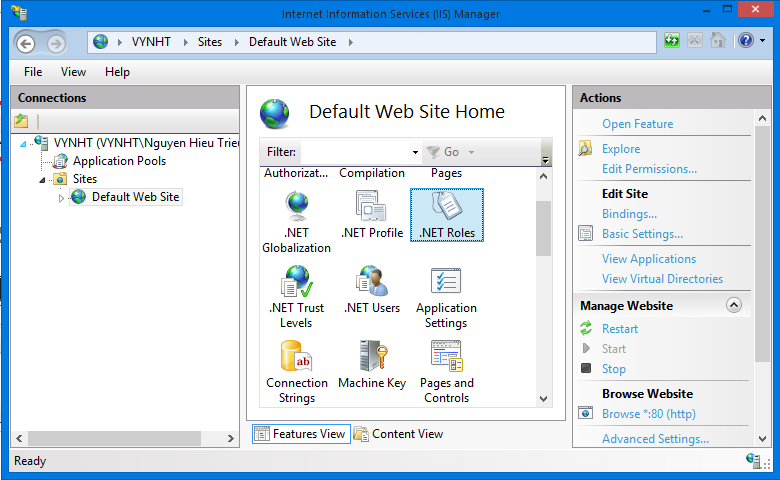 Internet Information Services (IIS) Manager
VYNHT
Sites
Default Web Site
File
View
Help
Connections
VYNHT (VYNHT\Nguyen Hieu Trie
Application Pools
Sites
Default Web Site
Default Web Site Home
Filter:
Go
Authorizat...
Compilation
Pages
.NET
Globalization
.NET Profile
.NET Roles
.NET Trust
Levels
.NET Users
Application
Settings
ab
Connection
Strings
Machine Key
Pages and
Controls
Features View
Content View
Actions
Open Feature
Explore
Edit Permissions...
Edit Site
Bindings...
Basic Settings...
View Applications
View Virtual Directories
Manage Website
Restart
Start
Stop
Browse Website
Browse *:80 (http)
Advanced Settings...
Ready